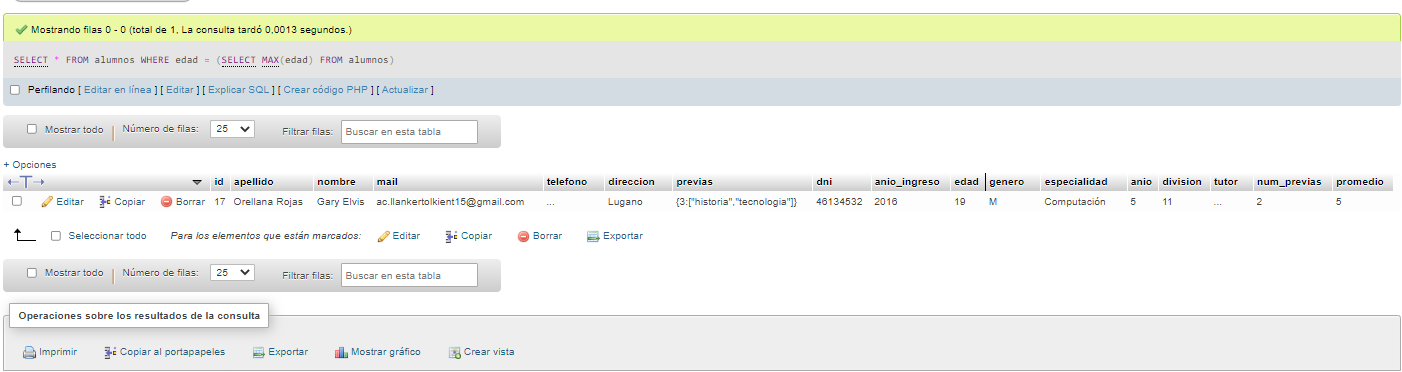 Mostrando filas 0 - 0 (total de 1, La consulta tardó 0,0013 segundos.)
SELECT * FROM alumnos WHERE edad = (SELECT MAX(edad) FROM alumnos)
Perfilando [ Editar en línea ] [ Editar ] [ Explicar SQL ] [ Crear código PHP ] [ Actualizar ]
Mostrar todo Número de filas: 25 Filtrar filas: Buscar en esta tabla
+ Opciones
←T→ id apellido nombre mail telefono direccion previas dni anio_ingreso edad genero especialidad anio division tutor num_previas promedio
Editar Copiar Borrar 17 Orellana Rojas Gary Elvis ac.llankertolkient15@gmail.com ... Lugano {3:["historia","tecnologia"]} 46134532 2016 19 M Computación 5 11 ... 2 5
Seleccionar todo Para los elementos que están marcados: Editar Copiar Borrar Exportar
Mostrar todo Número de filas: 25 Filtrar filas: Buscar en esta tabla
Operaciones sobre los resultados de la consulta
Imprimir Copiar al portapapeles Exportar Mostrar gráfico Crear vista